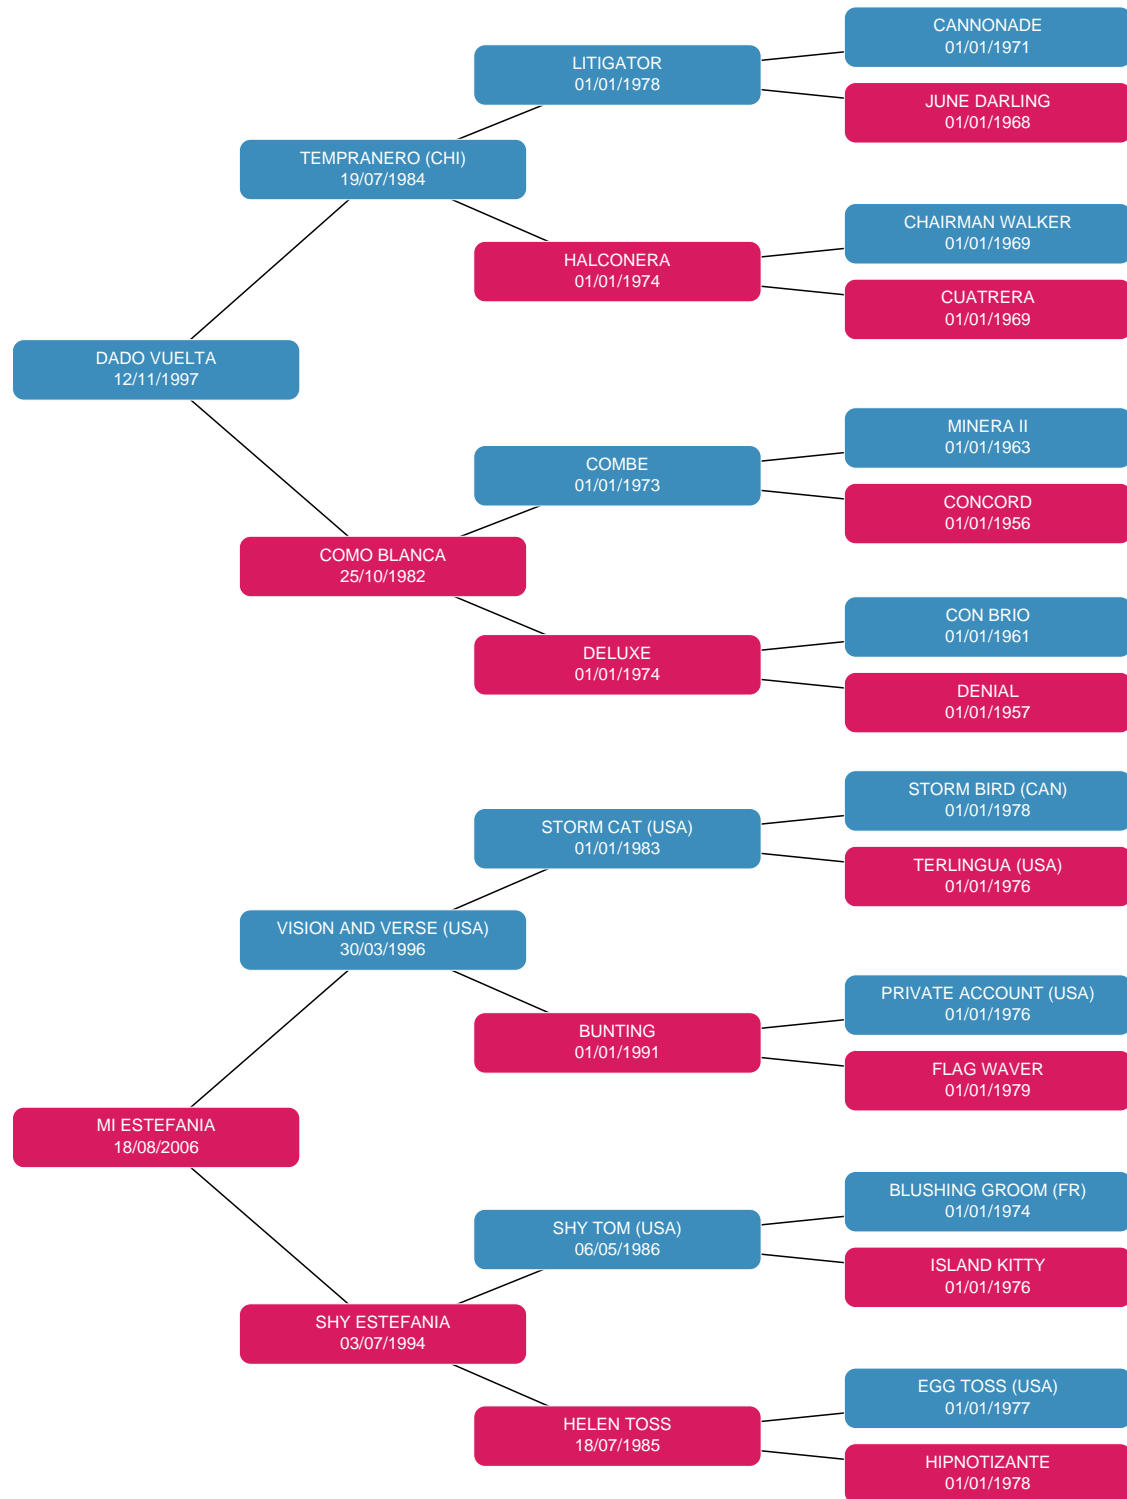 CANNONADE
01/01/1971
LITIGATOR
01/01/1978
JUNE DARLING
01/01/1968
TEMPRANERO (CHI)
19/07/1984
CHAIRMAN WALKER
01/01/1969
HALCONERA
01/01/1974
CUATRERA
01/01/1969
DADO VUELTA
12/11/1997
MINERA II
01/01/1963
COMBE
01/01/1973
CONCORD
01/01/1956
COMO BLANCA
25/10/1982
CON BRIO
01/01/1961
DELUXE
01/01/1974
DENIAL
01/01/1957
STORM BIRD (CAN)
01/01/1978
STORM CAT (USA)
01/01/1983
TERLINGUA (USA)
01/01/1976
VISION AND VERSE (USA)
30/03/1996
PRIVATE ACCOUNT (USA)
01/01/1976
BUNTING
01/01/1991
FLAG WAVER
01/01/1979
MI ESTEFANIA
18/08/2006
BLUSHING GROOM (FR)
01/01/1974
SHY TOM (USA)
06/05/1986
ISLAND KITTY
01/01/1976
SHY ESTEFANIA
03/07/1994
EGG TOSS (USA)
01/01/1977
HELEN TOSS
18/07/1985
HIPNOTIZANTE
01/01/1978